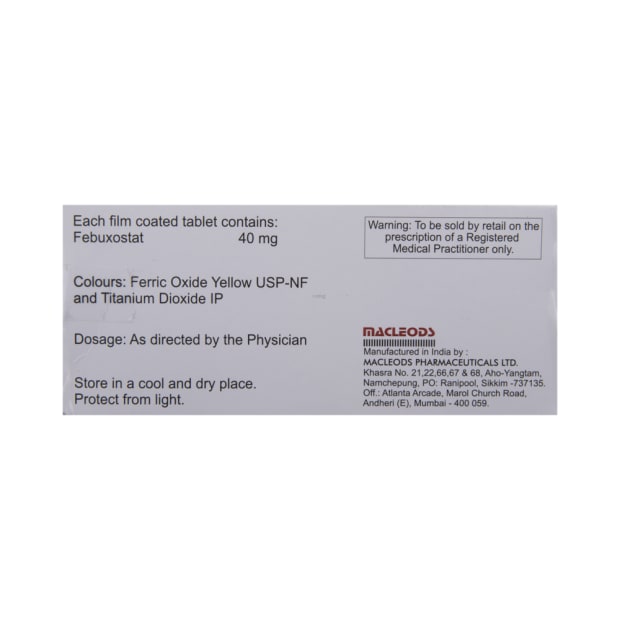 Each film coated tablet contains:
Febuxostat 40 mg
Colours: Ferric Oxide Yellow USP-NF
and Titanium Dioxide IP
Dosage: As directed by the Physician
Store in a cool and dry place.
Protect from light.
Warning: To be sold by retail on the
prescription of a Registered
Medical Practitioner only.
MACLEODS
Manufactured in India by :
MACLEODS PHARMACEUTICALS LTD.
Khasra No. 21,22,66,67 & 68, Aho-Yangtam,
Namchepung, PO: Ranipool, Sikkim -737135.
Off.: Atlanta Arcade, Marol Church Road,
Andheri (E), Mumbai - 400 059.